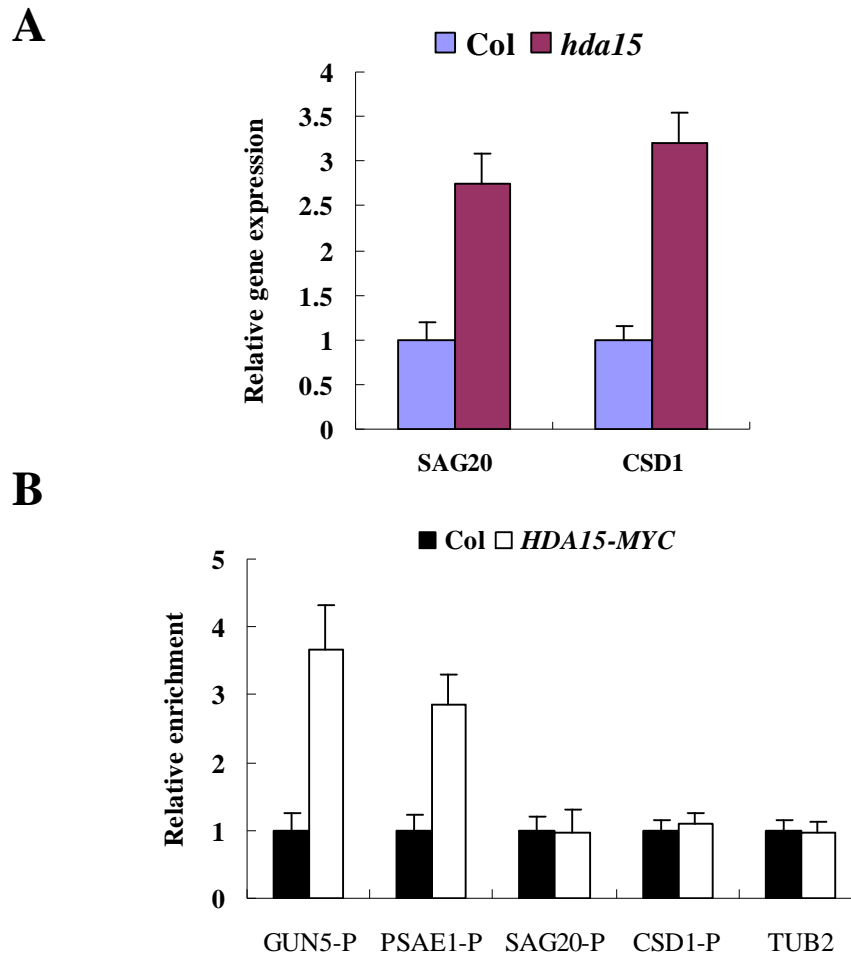 A
Col hda15
Relative gene expression
4
3.5
3
2.5
2
1.5
1
0.5
0
SAG20 CSD1
B
Col HDA15-MYC
Relative enrichment
5
4
3
2
1
0
GUN5-P PSAE1-P SAG20-P CSD1-P TUB2